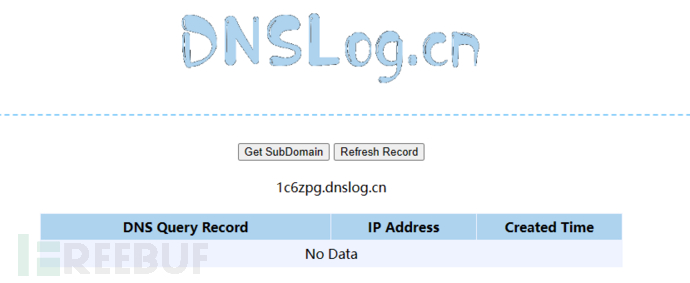 DNSLog.cn
Get SubDomain Refresh Record
1c6zpg.dnslog.cn
DNS Query Record IP Address Created Time
No Data
FREEBUF